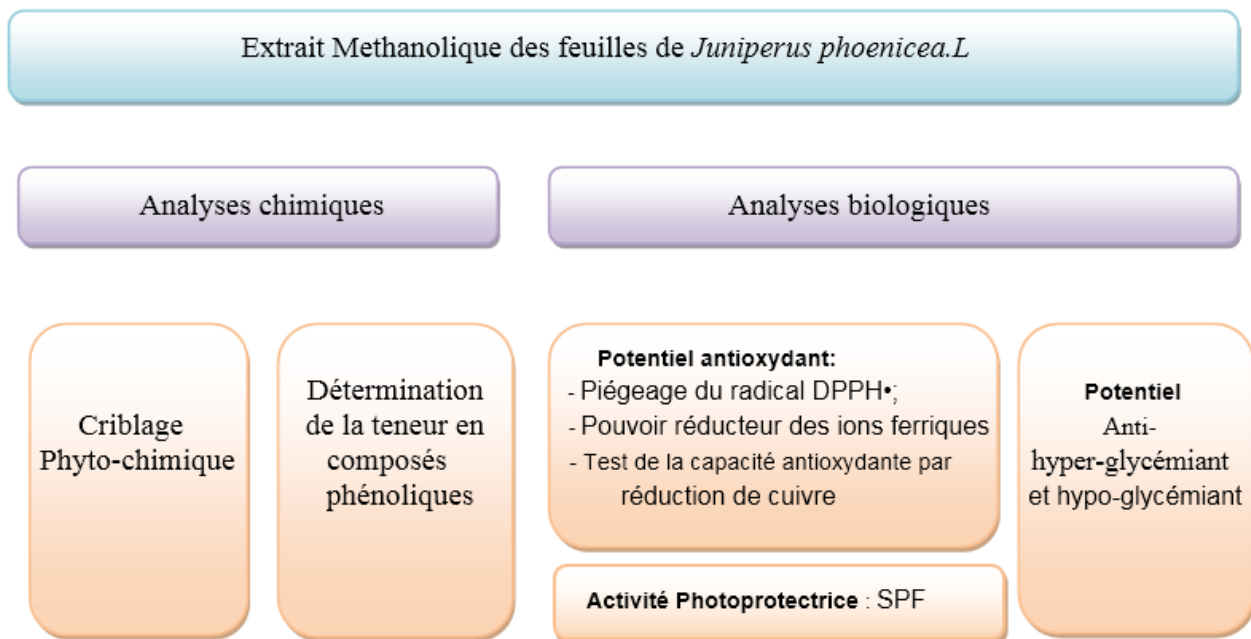 Extrait Methanolique des feuilles de Juniperus phoenicea.L
Analyses chimiques
Analyses biologiques
Criblage
Phyto-chimique
Détermination
de la teneur en
composés
phénoliques
Potentiel antioxydant:
- Piégeage du radical DPPH•;
- Pouvoir réducteur des ions ferriques
- Test de la capacité antioxydante par
réduction de cuivre
Activité Photoprotectrice : SPF
Potentiel
Anti-
hyper-glycémiant
et hypo-glycémiant